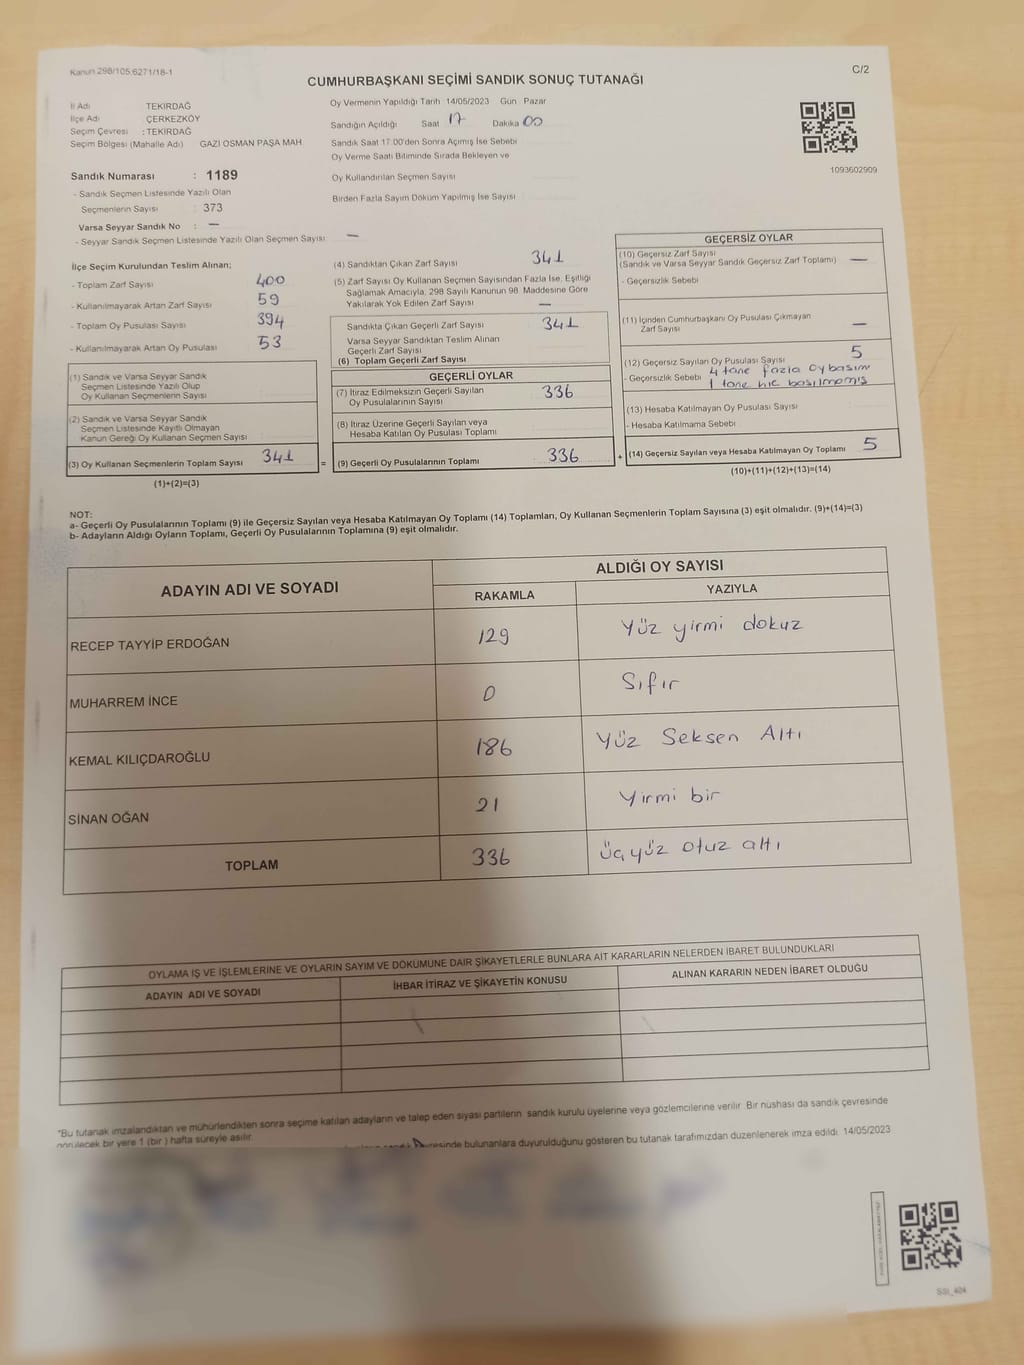 Kanun 298/105,6271/18-1
C/2
CUMHURBAŞKANI SEÇİMİ SANDIK SONUÇ TUTANAĞI
İl Adı TEKİRDAĞ
İlçe Adı ÇERKEZKÖY
Seçim Çevresi : TEKİRDAĞ
Seçim Bölgesi (Mahalle Adı) GAZİ OSMAN PAŞA MAH.
Oy Vermenin Yapıldığı Tarih 14/05/2023 Gün Pazar
Sandığın Açıldığı Saat 17 Dakika 00
Sandık Saat 17.00'den Sonra Açımış İse Sebebi
Oy Verme Saati Bitiminde Sırada Bekleyen ve
Oy Kullandırılan Seçmen Sayısı
Birden Fazla Sayım Döküm Yapılmış İse Sayısı
1093602909
Sandık Numarası : 1189
- Sandık Seçmen Listesinde Yazılı Olan
Seçmenlerin Sayısı 373
Varsa Seyyar Sandık No : —
- Seyyar Sandık Seçmen Listesinde Yazılı Olan Seçmen Sayısı —
İlçe Seçim Kurulundan Teslim Alınan;
- Toplam Zarf Sayısı 400
- Kullanılmayarak Artan Zarf Sayısı 59
- Toplam Oy Pusulası Sayısı 394
- Kullanılmayarak Artan Oy Pusulası 53
(1) Sandık ve Varsa Seyyar Sandık
Seçmen Listesinde Yazılı Olup
Oy Kullanan Seçmenlerin Sayısı
(2) Sandık ve Varsa Seyyar Sandık
Seçmen Listesinde Kayıtlı Olmayan
Kanun Gereği Oy Kullanan Seçmen Sayısı
(3) Oy Kullanan Seçmenlerin Toplam Sayısı 341
(1)+(2)=(3)
(4) Sandıktan Çıkan Zarf Sayısı 341
(5) Zarf Sayısı Oy Kullanan Seçmen Sayısından Fazla İse, Eşitliği
Sağlamak Amacıyla, 298 Sayılı Kanunun 98. Maddesine Göre
Yakılarak Yok Edilen Zarf Sayısı —
Sandıkta Çıkan Geçerli Zarf Sayısı 341
Varsa Seyyar Sandıktan Teslim Alınan
Geçerli Zarf Sayısı
(6) Toplam Geçerli Zarf Sayısı
GEÇERLİ OYLAR
(7) İtiraz Edilmeksizin Geçerli Sayılan
Oy Pusulalarının Sayısı 336
(8) İtiraz Üzerine Geçerli Sayılan veya
Hesaba Katılan Oy Pusulası Toplamı
= (9) Geçerli Oy Pusulalarının Toplamı 336
GEÇERSİZ OYLAR
(10) Geçersiz Zarf Sayısı
(Sandık ve Varsa Seyyar Sandık Geçersiz Zarf Toplamı) —
- Geçersizlik Sebebi
(11) İçinden Cumhurbaşkanı Oy Pusulası Çıkmayan
Zarf Sayısı —
(12) Geçersiz Sayılan Oy Pusulası Sayısı 5
- Geçersizlik Sebebi 4 tane fazla oy basım
1 tane hiç basılmamış
(13) Hesaba Katılmayan Oy Pusulası Sayısı
- Hesaba Katılmama Sebebi
+ (14) Geçersiz Sayılan veya Hesaba Katılmayan Oy Toplamı 5
(10)+(11)+(12)+(13)=(14)
NOT:
a- Geçerli Oy Pusulalarının Toplamı (9) ile Geçersiz Sayılan veya Hesaba Katılmayan Oy Toplamı (14) Toplamları, Oy Kullanan Seçmenlerin Toplam Sayısına (3) eşit olmalıdır. (9)+(14)=(3)
b- Adayların Aldığı Oyların Toplamı, Geçerli Oy Pusulalarının Toplamına (9) eşit olmalıdır.
ADAYIN ADI VE SOYADI
ALDIĞI OY SAYISI
RAKAMLA YAZIYLA
RECEP TAYYİP ERDOĞAN 129 Yüz yirmi dokuz
MUHARREM İNCE 0 Sıfır
KEMAL KILIÇDAROĞLU 186 Yüz Seksen Altı
SİNAN OĞAN 21 Yirmi bir
TOPLAM 336 üçyüz otuz altı
OYLAMA İŞ VE İŞLEMLERİNE VE OYLARIN SAYIM VE DÖKÜMÜNE DAİR ŞİKAYETLERLE BUNLARA AİT KARARLARIN NELERDEN İBARET BULUNDUKLARI
ADAYIN ADI VE SOYADI İHBAR İTİRAZ VE ŞİKAYETİN KONUSU ALINAN KARARIN NEDEN İBARET OLDUĞU
*Bu tutanak imzalandıktan ve mühürlendikten sonra seçime katılan adayların ve talep eden siyasi partilerin sandık kurulu üyelerine veya gözlemcilerine verilir. Bir nüshası da sandık çevresinde
görülecek bir yere 1 (bir) hafta süreyle asılır.
bulunanlara duyurulduğunu gösteren bu tutanak tarafımızdan düzenlenerek imza edildi. 14/05/2023
SSI_404